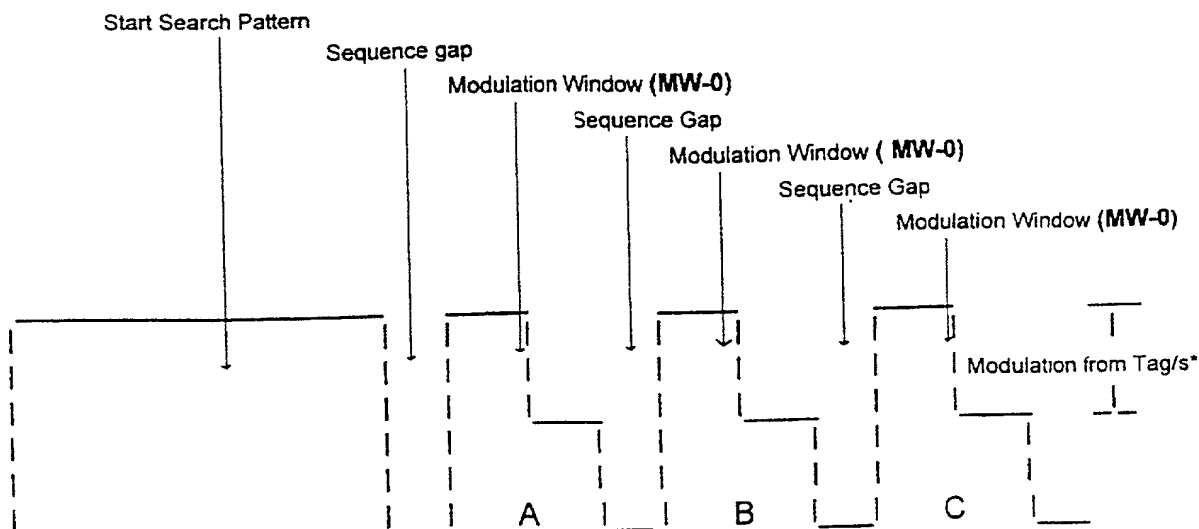 Start Search Pattern
Sequence gap
Modulation Window (MW-0)
Sequence Gap
Modulation Window ( MW-0)
Sequence Gap
Modulation Window (MW-0)
Modulation from Tag/s*
A
B
C